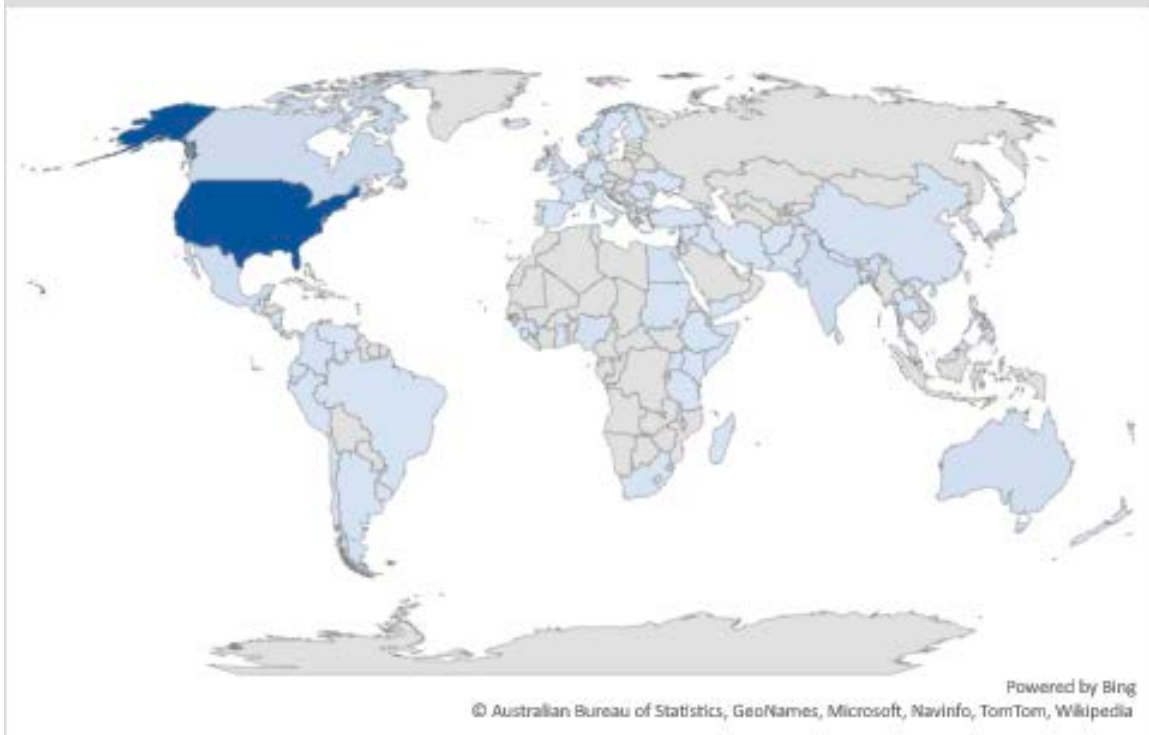 Powered by Bing
© Australian Bureau of Statistics, GeoNames, Microsoft, Navinfo, TomTom, Wikipedia